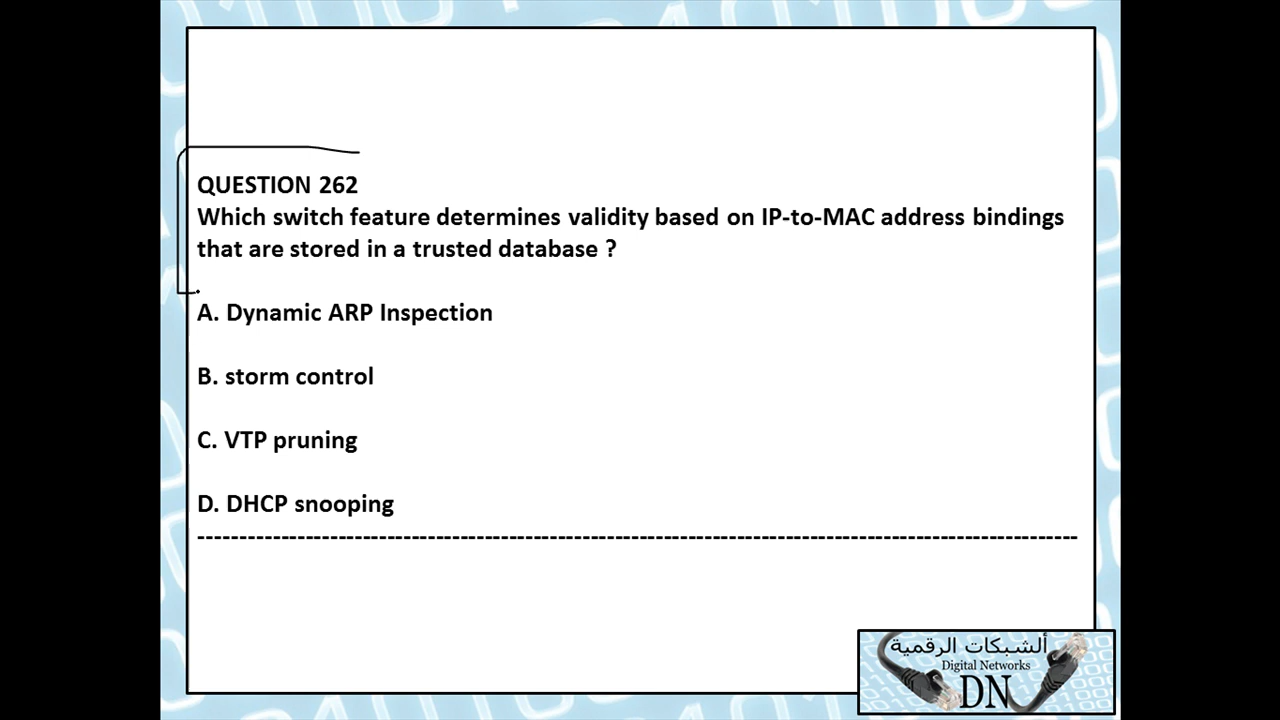 QUESTION 262
Which switch feature determines validity based on IP-to-MAC address bindings
that are stored in a trusted database ?
A. Dynamic ARP Inspection
B. storm control
C. VTP pruning
D. DHCP snooping
---------------------------------------------------------------------------------------------------------
ألشبكات الرقمية
Digital Networks
DN